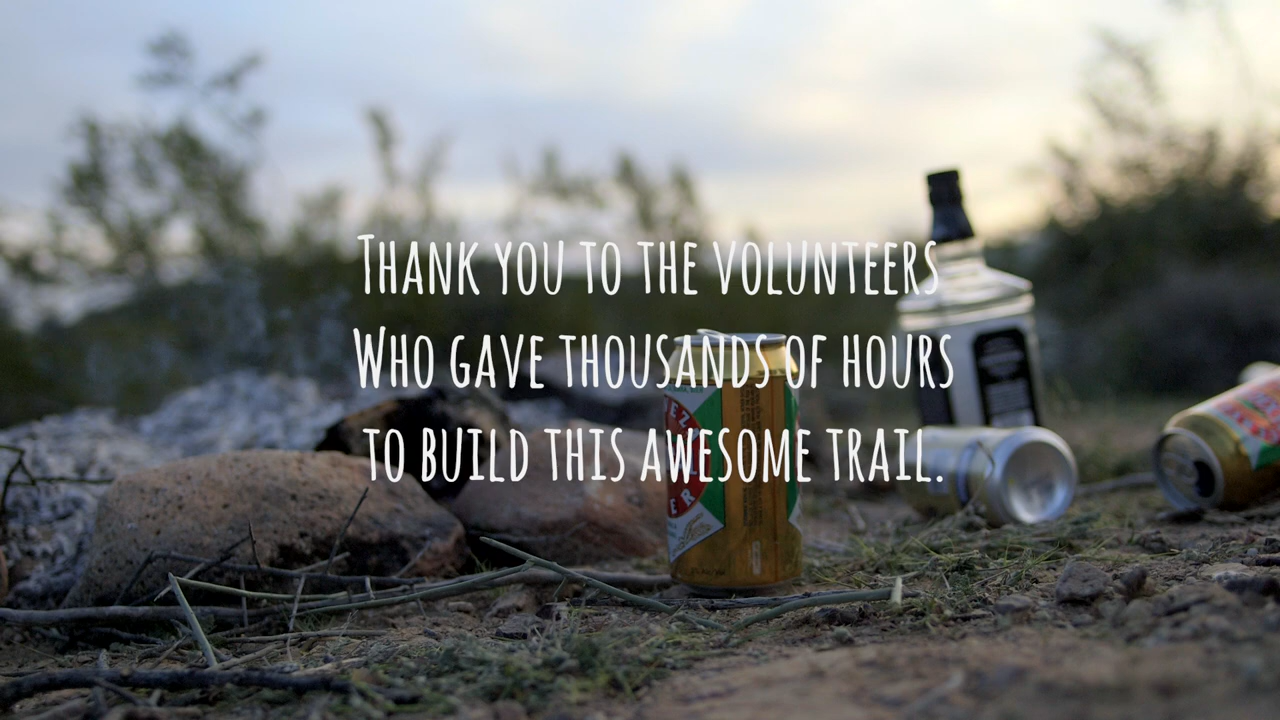 Thank you to the volunteers
Who gave thousands of hours
to build this awesome trail.